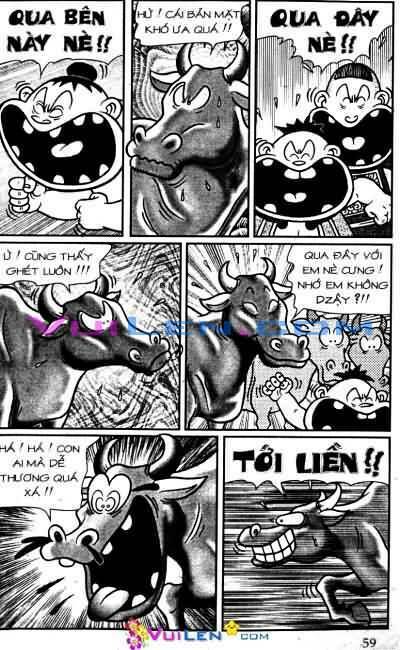 QUA BÊN
NÀY NÈ !!
HỪ ! CÁI BẢN MẶT
KHÓ ƯA QUÁ !!
QUA ĐÂY
NÈ !!
Ừ ! CŨNG THẤY
GHÉT LUÔN !!!
QUA ĐÂY VỚI
EM NÈ CƯNG !
NHỚ EM KHÔNG
DZẬY ?!!
VuiLen.com
HÁ ! HÁ ! CON
AI MÀ DỄ
THƯƠNG QUÁ
XÁ !!
TỚI LIỀN !!
59
VUILEN.COM